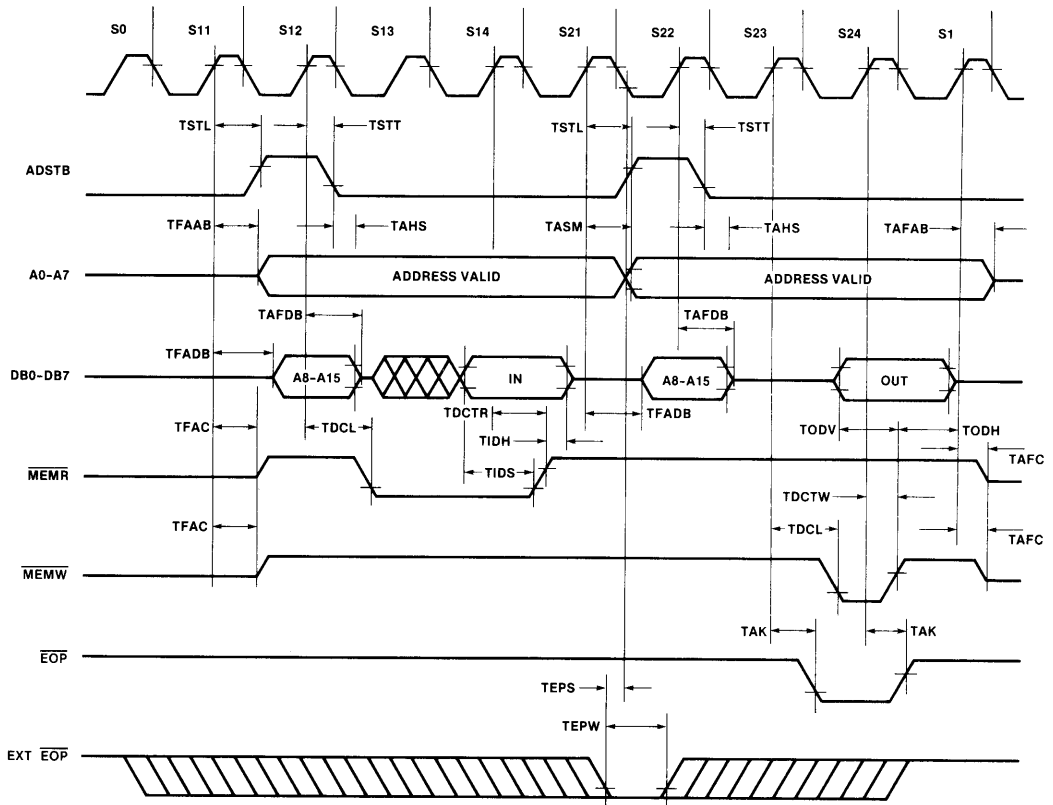 S0 S11 S12 S13 S14 S21 S22 S23 S24 S1
TSTL TSTT TSTL TSTT
ADSTB
TFAAB TAHS TASM TAHS TAFAB
A0–A7 ADDRESS VALID ADDRESS VALID
TAFDB TAFDB
TFADB
DB0–DB7 A8–A15 IN A8–A15 OUT
TDCTR TFADB
TFAC TDCL TODV TODH
TIDH
MEMR TIDS TAFC
TDCTW
TFAC TDCL TAFC
MEMW
TAK TAK
EOP
TEPS
TEPW
EXT EOP